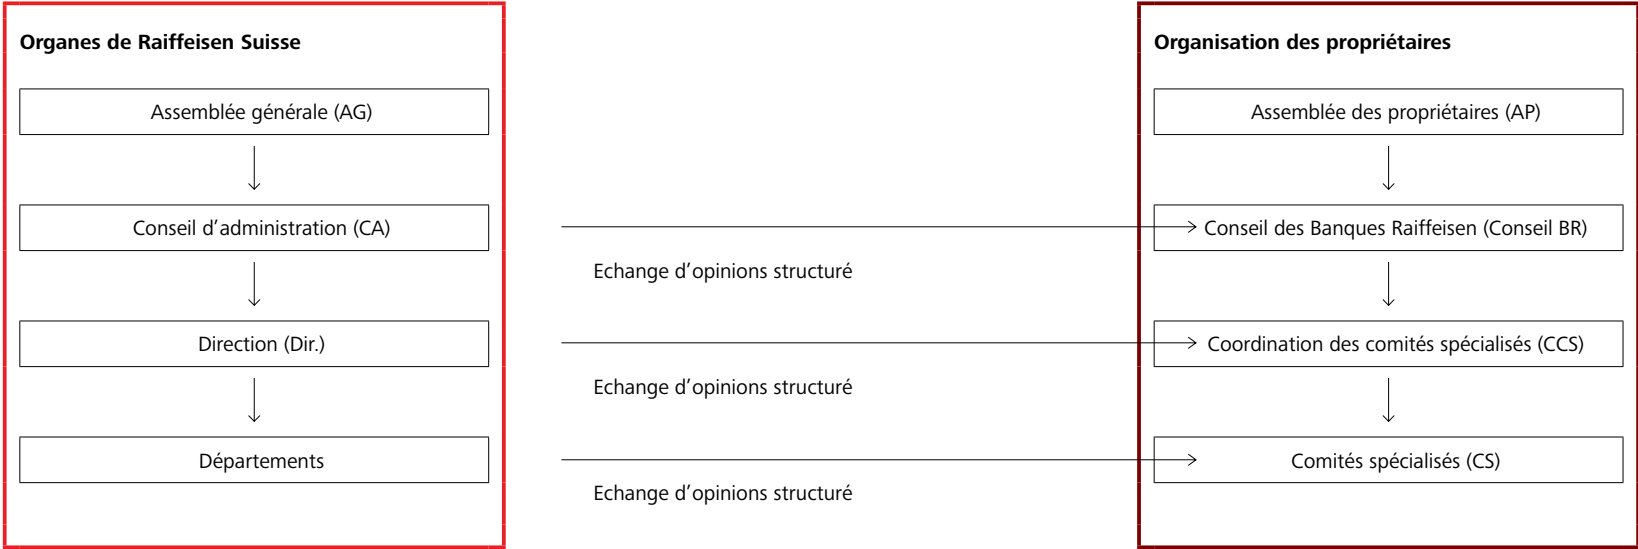 Organes de Raiffeisen Suisse
Assemblée générale (AG)
Conseil d’administration (CA)
Direction (Dir.)
Départements
Echange d’opinions structuré
Echange d’opinions structuré
Echange d’opinions structuré
Organisation des propriétaires
Assemblée des propriétaires (AP)
Conseil des Banques Raiffeisen (Conseil BR)
Coordination des comités spécialisés (CCS)
Comités spécialisés (CS)